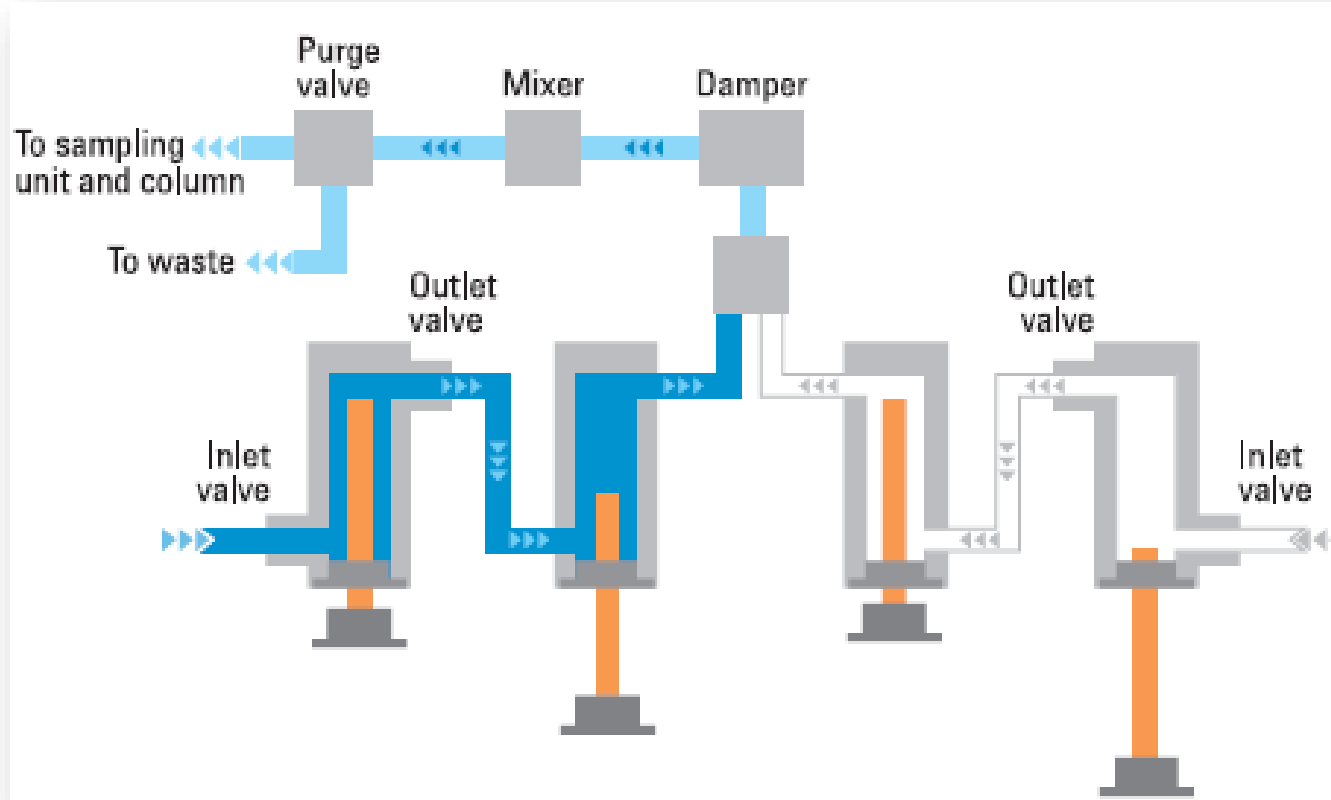 Purge
valve
Mixer
Damper
To sampling
unit and column
To waste
Outlet
valve
Outlet
valve
Inlet
valve
Inlet
valve